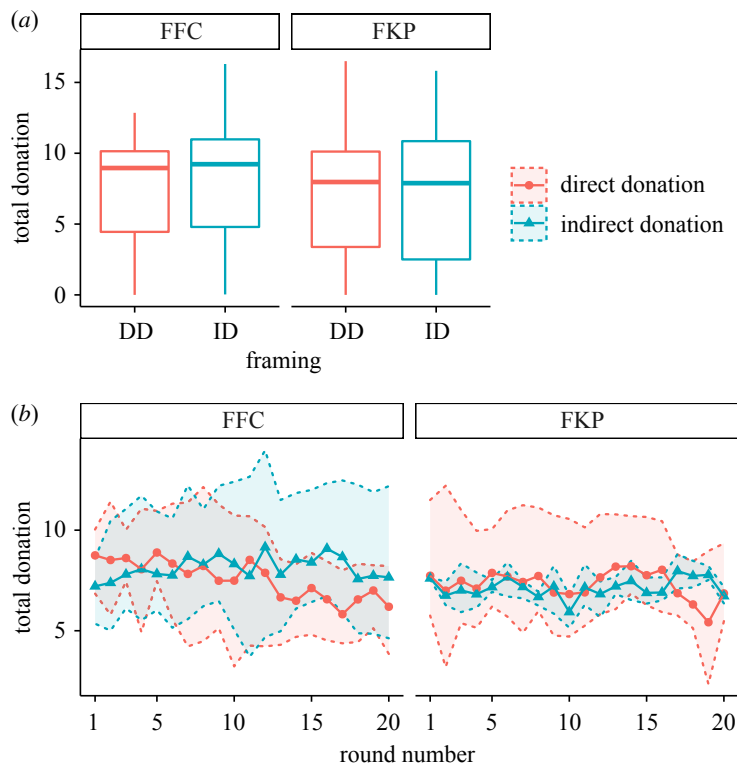 (a)
FFC FKP
15
10
5
0
total donation
DD ID DD ID
framing
direct donation
indirect donation
(b)
FFC FKP
10
5
total donation
1 5 10 15 20 1 5 10 15 20
round number